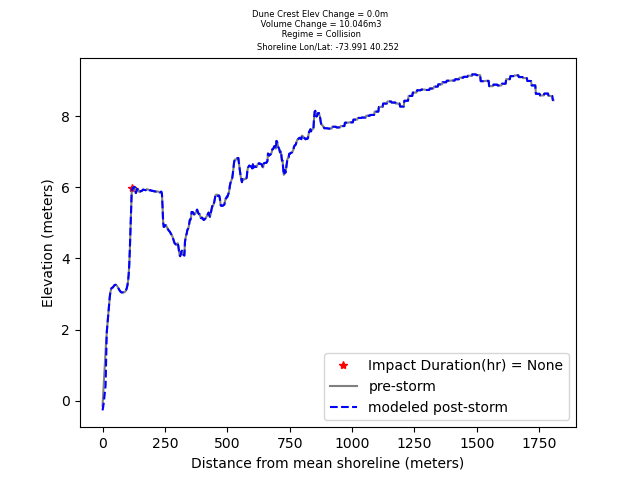 Dune Crest Elev Change = 0.0m
Volume Change = 10.046m3
Regime = Collision
Shoreline Lon/Lat: -73.991 40.252
Elevation (meters)
8
6
4
2
0
Impact Duration(hr) = None
pre-storm
modeled post-storm
0 250 500 750 1000 1250 1500 1750
Distance from mean shoreline (meters)